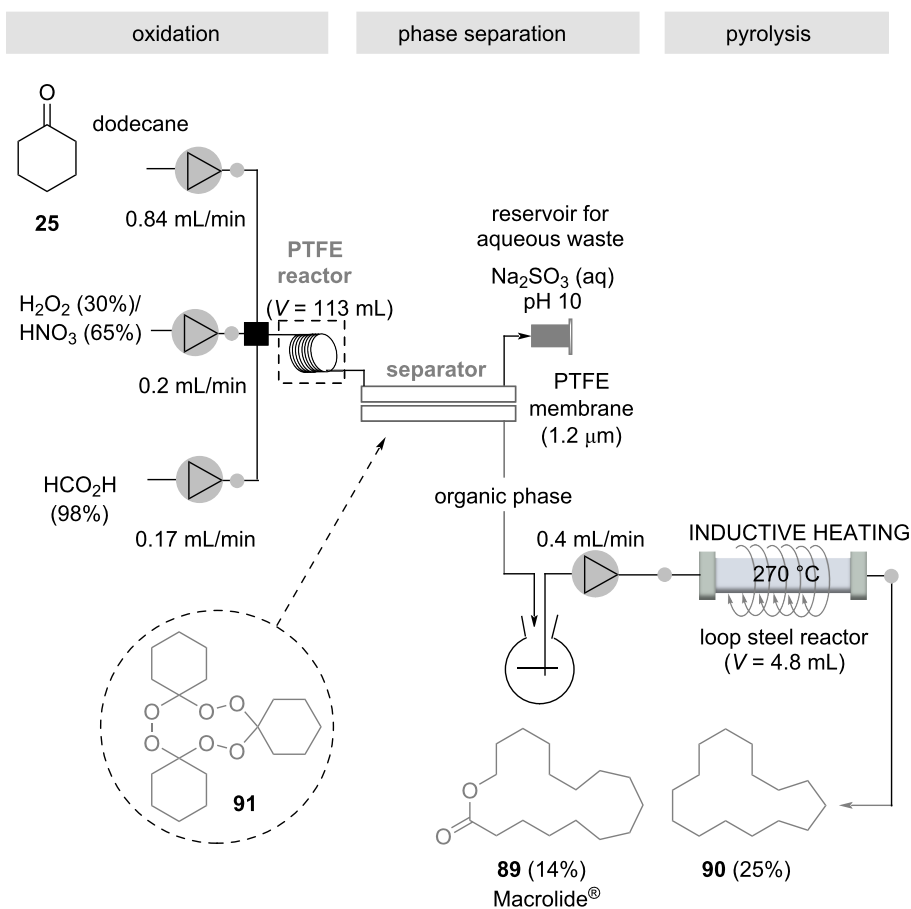 oxidation
phase separation
pyrolysis
O
dodecane
25
0.84 mL/min
H₂O₂ (30%)/
HNO₃ (65%)
0.2 mL/min
HCO₂H
(98%)
0.17 mL/min
PTFE
reactor
(V = 113 mL)
separator
reservoir for
aqueous waste
Na₂SO₃ (aq)
pH 10
PTFE
membrane
(1.2 μm)
organic phase
0.4 mL/min
INDUCTIVE HEATING
270 °C
loop steel reactor
(V = 4.8 mL)
O
O
O
O
O
O
91
O
O
89 (14%)
Macrolide®
90 (25%)